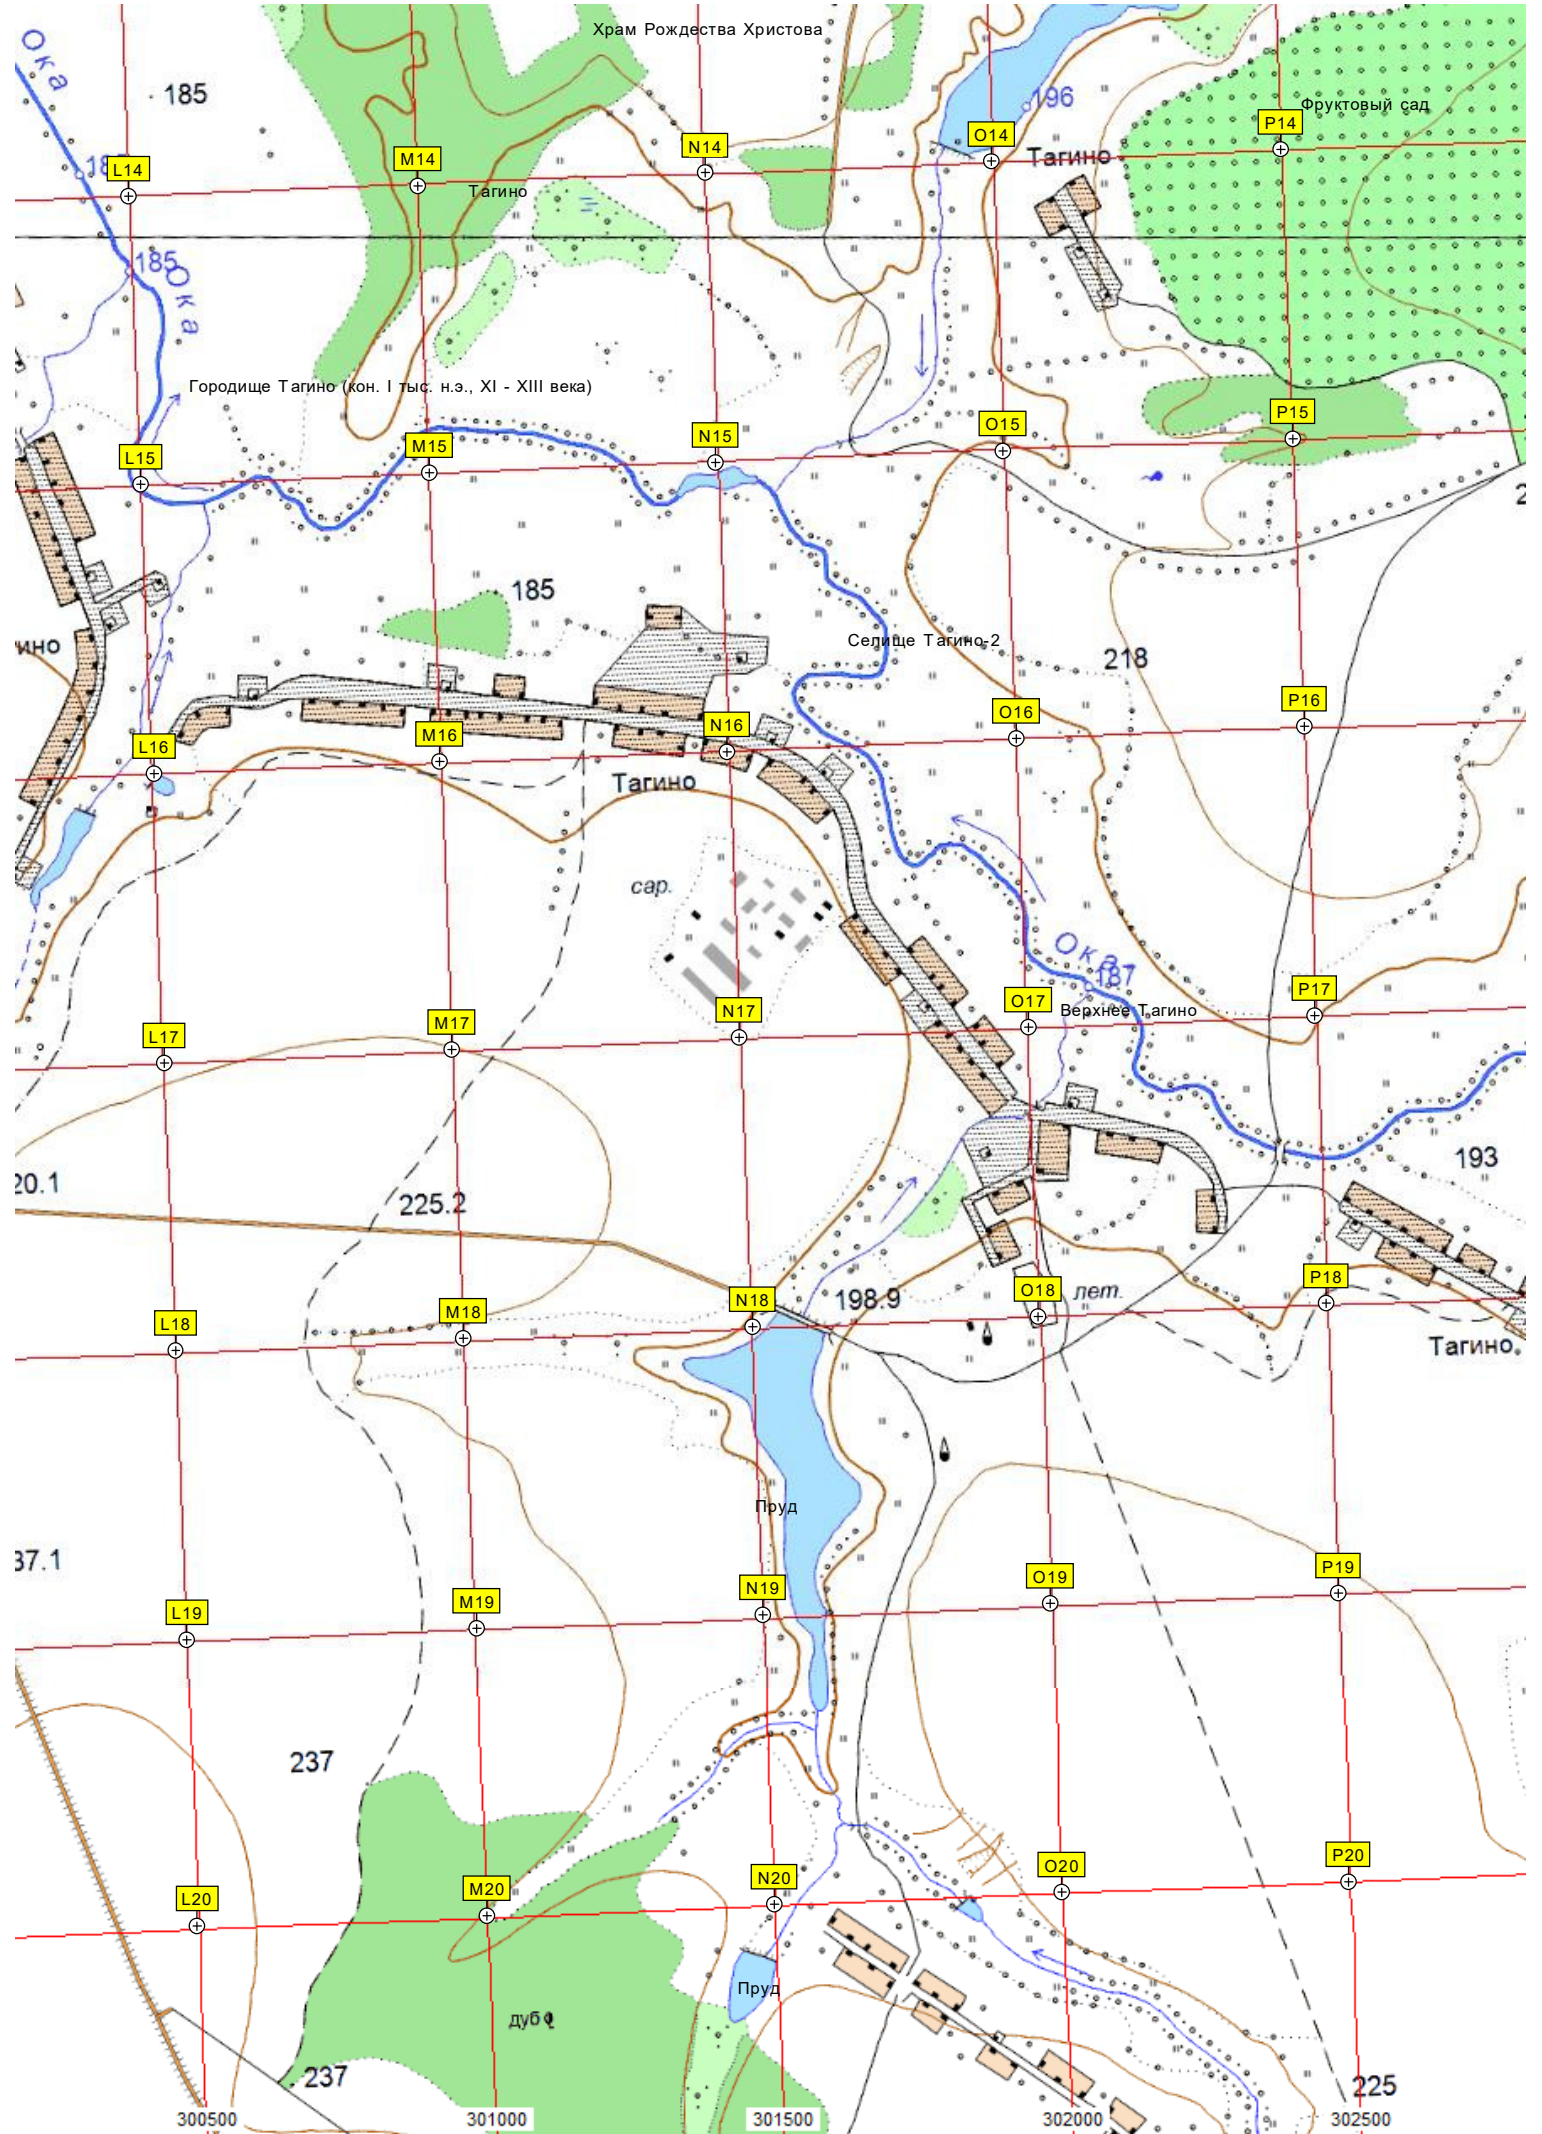 Храм Рождества Христова
Ока
185
196
Фруктовый сад
P14
O14
Тагино
N14
M14
L14
Тагино
185
Ока
Городище Тагино (кон. I тыс. н.э., XI - XIII века)
P15
O15
N15
M15
L15
185
Селище Тагино-2
ино
218
P16
O16
N16
M16
L16
Тагино
сар.
Ока
187
P17
O17
Верхнее Тагино
N17
M17
L17
193
20.1
225.2
P18
O18
лет.
198.9
N18
M18
L18
Тагино.
Пруд
37.1
P19
O19
N19
M19
L19
237
P20
O20
N20
M20
L20
Пруд
дуб
237
225
300500 301000 301500 302000 302500